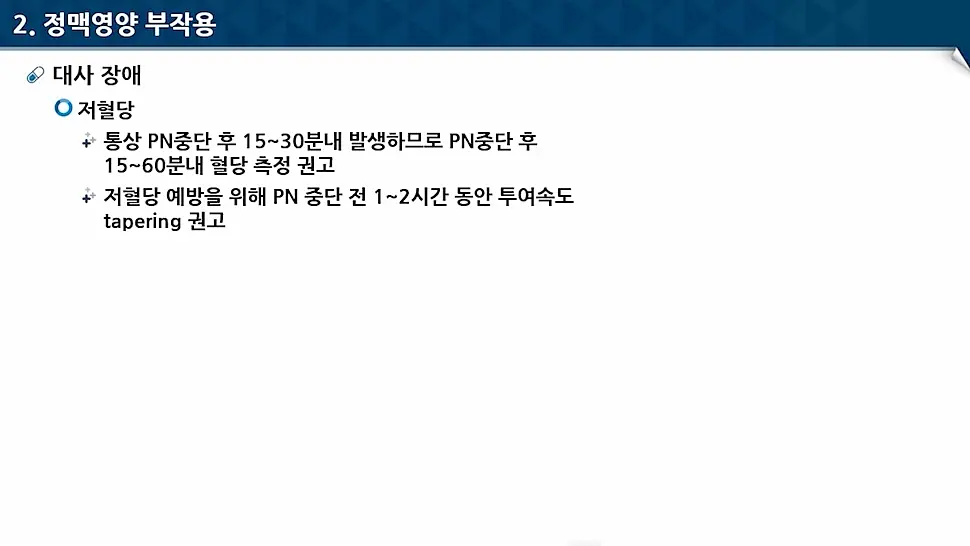 2. 정맥영양 부작용
대사 장애
저혈당
통상 PN중단 후 15~30분내 발생하므로 PN중단 후
15~60분내 혈당 측정 권고
저혈당 예방을 위해 PN 중단 전 1~2시간 동안 투여속도
tapering 권고